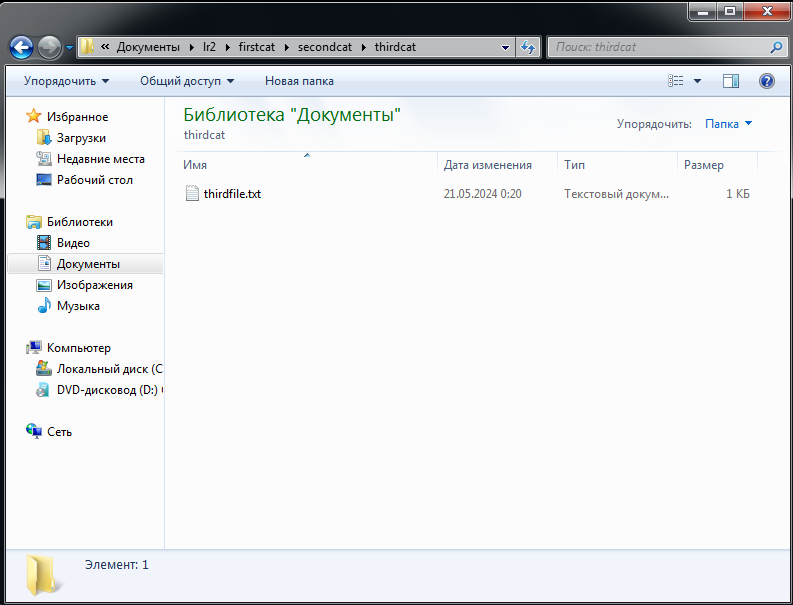 « Документы lr2 firstcat secondcat thirdcat
Поиск: thirdcat
Упорядочить Общий доступ Новая папка
Избранное
Загрузки
Недавние места
Рабочий стол
Библиотеки
Видео
Документы
Изображения
Музыка
Компьютер
Локальный диск (C
DVD-дисковод (D:)
Сеть
Библиотека "Документы"
thirdcat
Упорядочить: Папка
Имя Дата изменения Тип Размер
thirdfile.txt 21.05.2024 0:20 Текстовый докум... 1 КБ
Элемент: 1